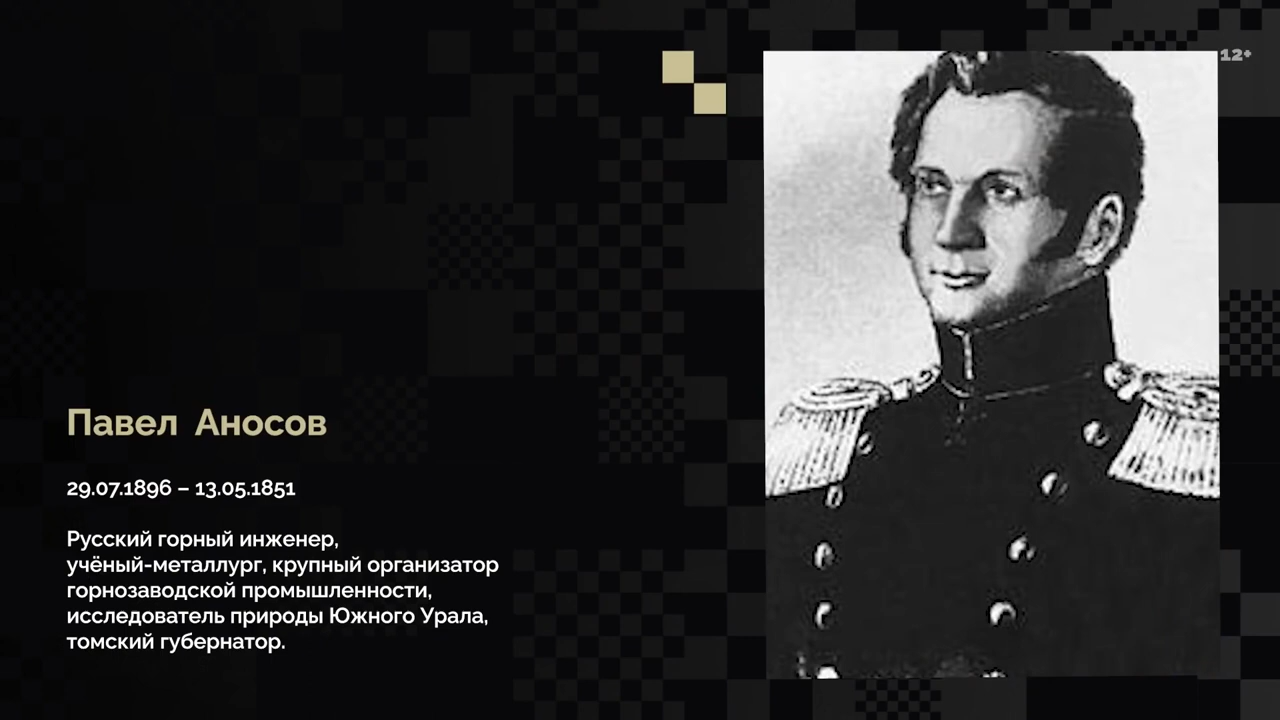 12+
Павел Аносов
29.07.1896 – 13.05.1851
Русский горный инженер,
учёный-металлург, крупный организатор
горнозаводской промышленности,
исследователь природы Южного Урала,
томский губернатор.